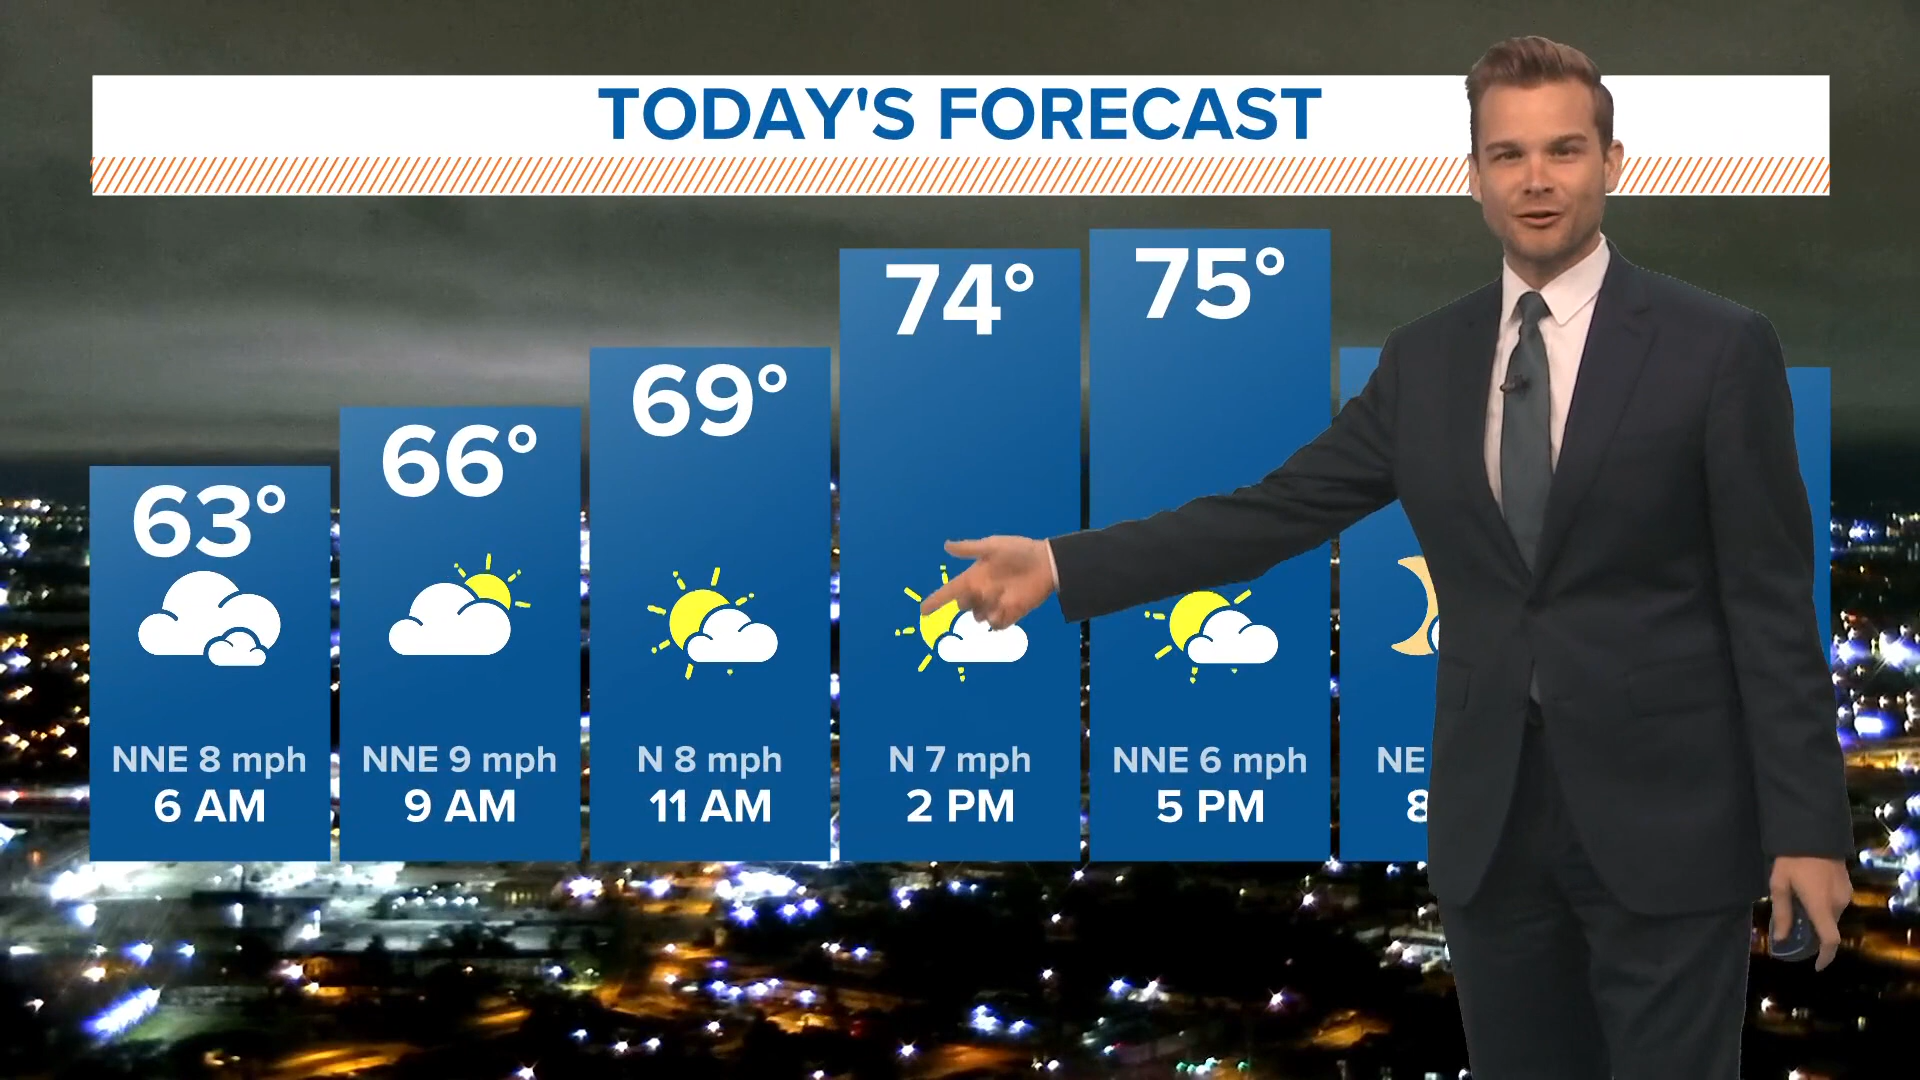 TODAY'S FORECAST
63°
NNE 8 mph
6 AM
66°
NNE 9 mph
9 AM
69°
N 8 mph
11 AM
74°
N 7 mph
2 PM
75°
NNE 6 mph
5 PM
NE
8